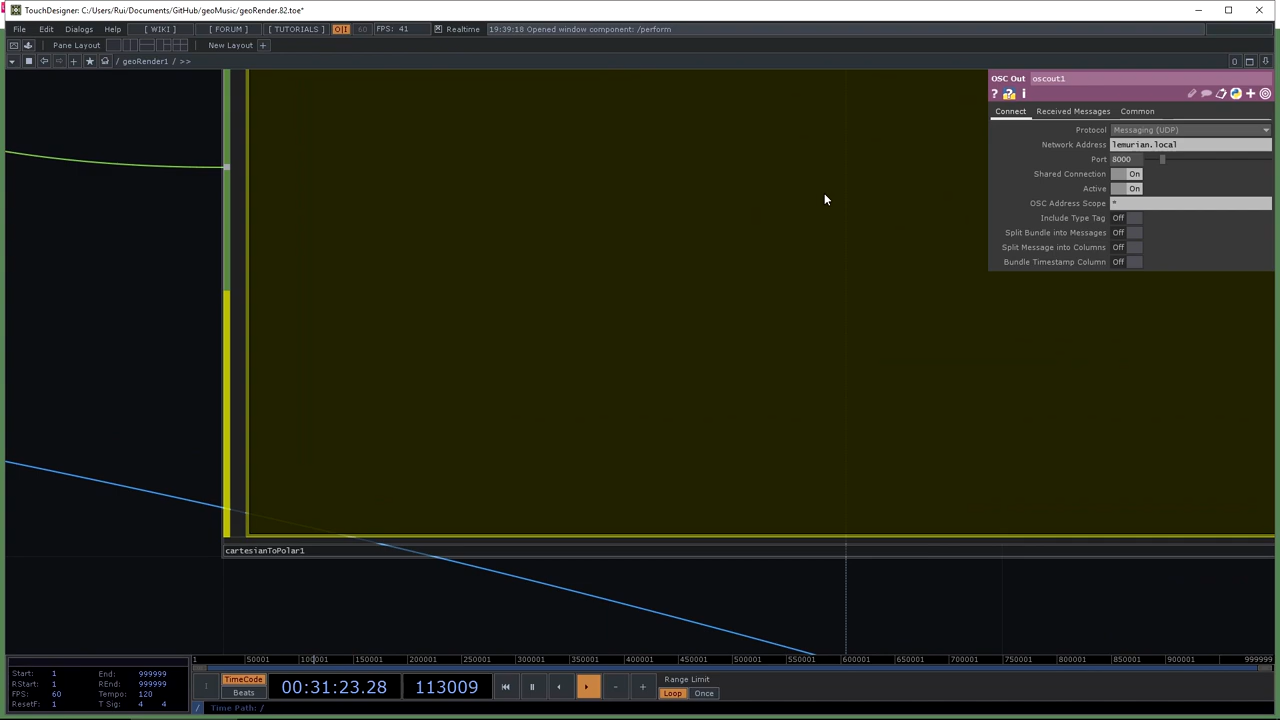 TouchDesigner: C:/Users/Rui/Documents/GitHub/geoMusic/geoRender.82.toe*
File Edit Dialogs Help [ WIKI ] [ FORUM ] [ TUTORIALS ] O|I 60 FPS: 41 Realtime 19:39:18 Opened window component: /perform
Pane Layout New Layout +
/ geoRender1 / >> 0
OSC Out oscout1
? ? i
Connect Received Messages Common
Protocol Messaging (UDP)
Network Address lemurian.local
Port 8000
Shared Connection On
Active On
OSC Address Scope *
Include Type Tag Off
Split Bundle into Messages Off
Split Message into Columns Off
Bundle Timestamp Column Off
cartesianToPolar1
1 50001 100001 150001 200001 250001 300001 350001 400001 450001 500001 550001 600001 650001 700001 750001 800001 850001 900001 999999
Start: 1 End: 999999
RStart: 1 REnd: 999999
FPS: 60 Tempo: 120
ResetF: 1 T Sig: 4 4
TimeCode
Beats
00:31:23.28 113009
Range Limit
Loop Once
/ Time Path: /